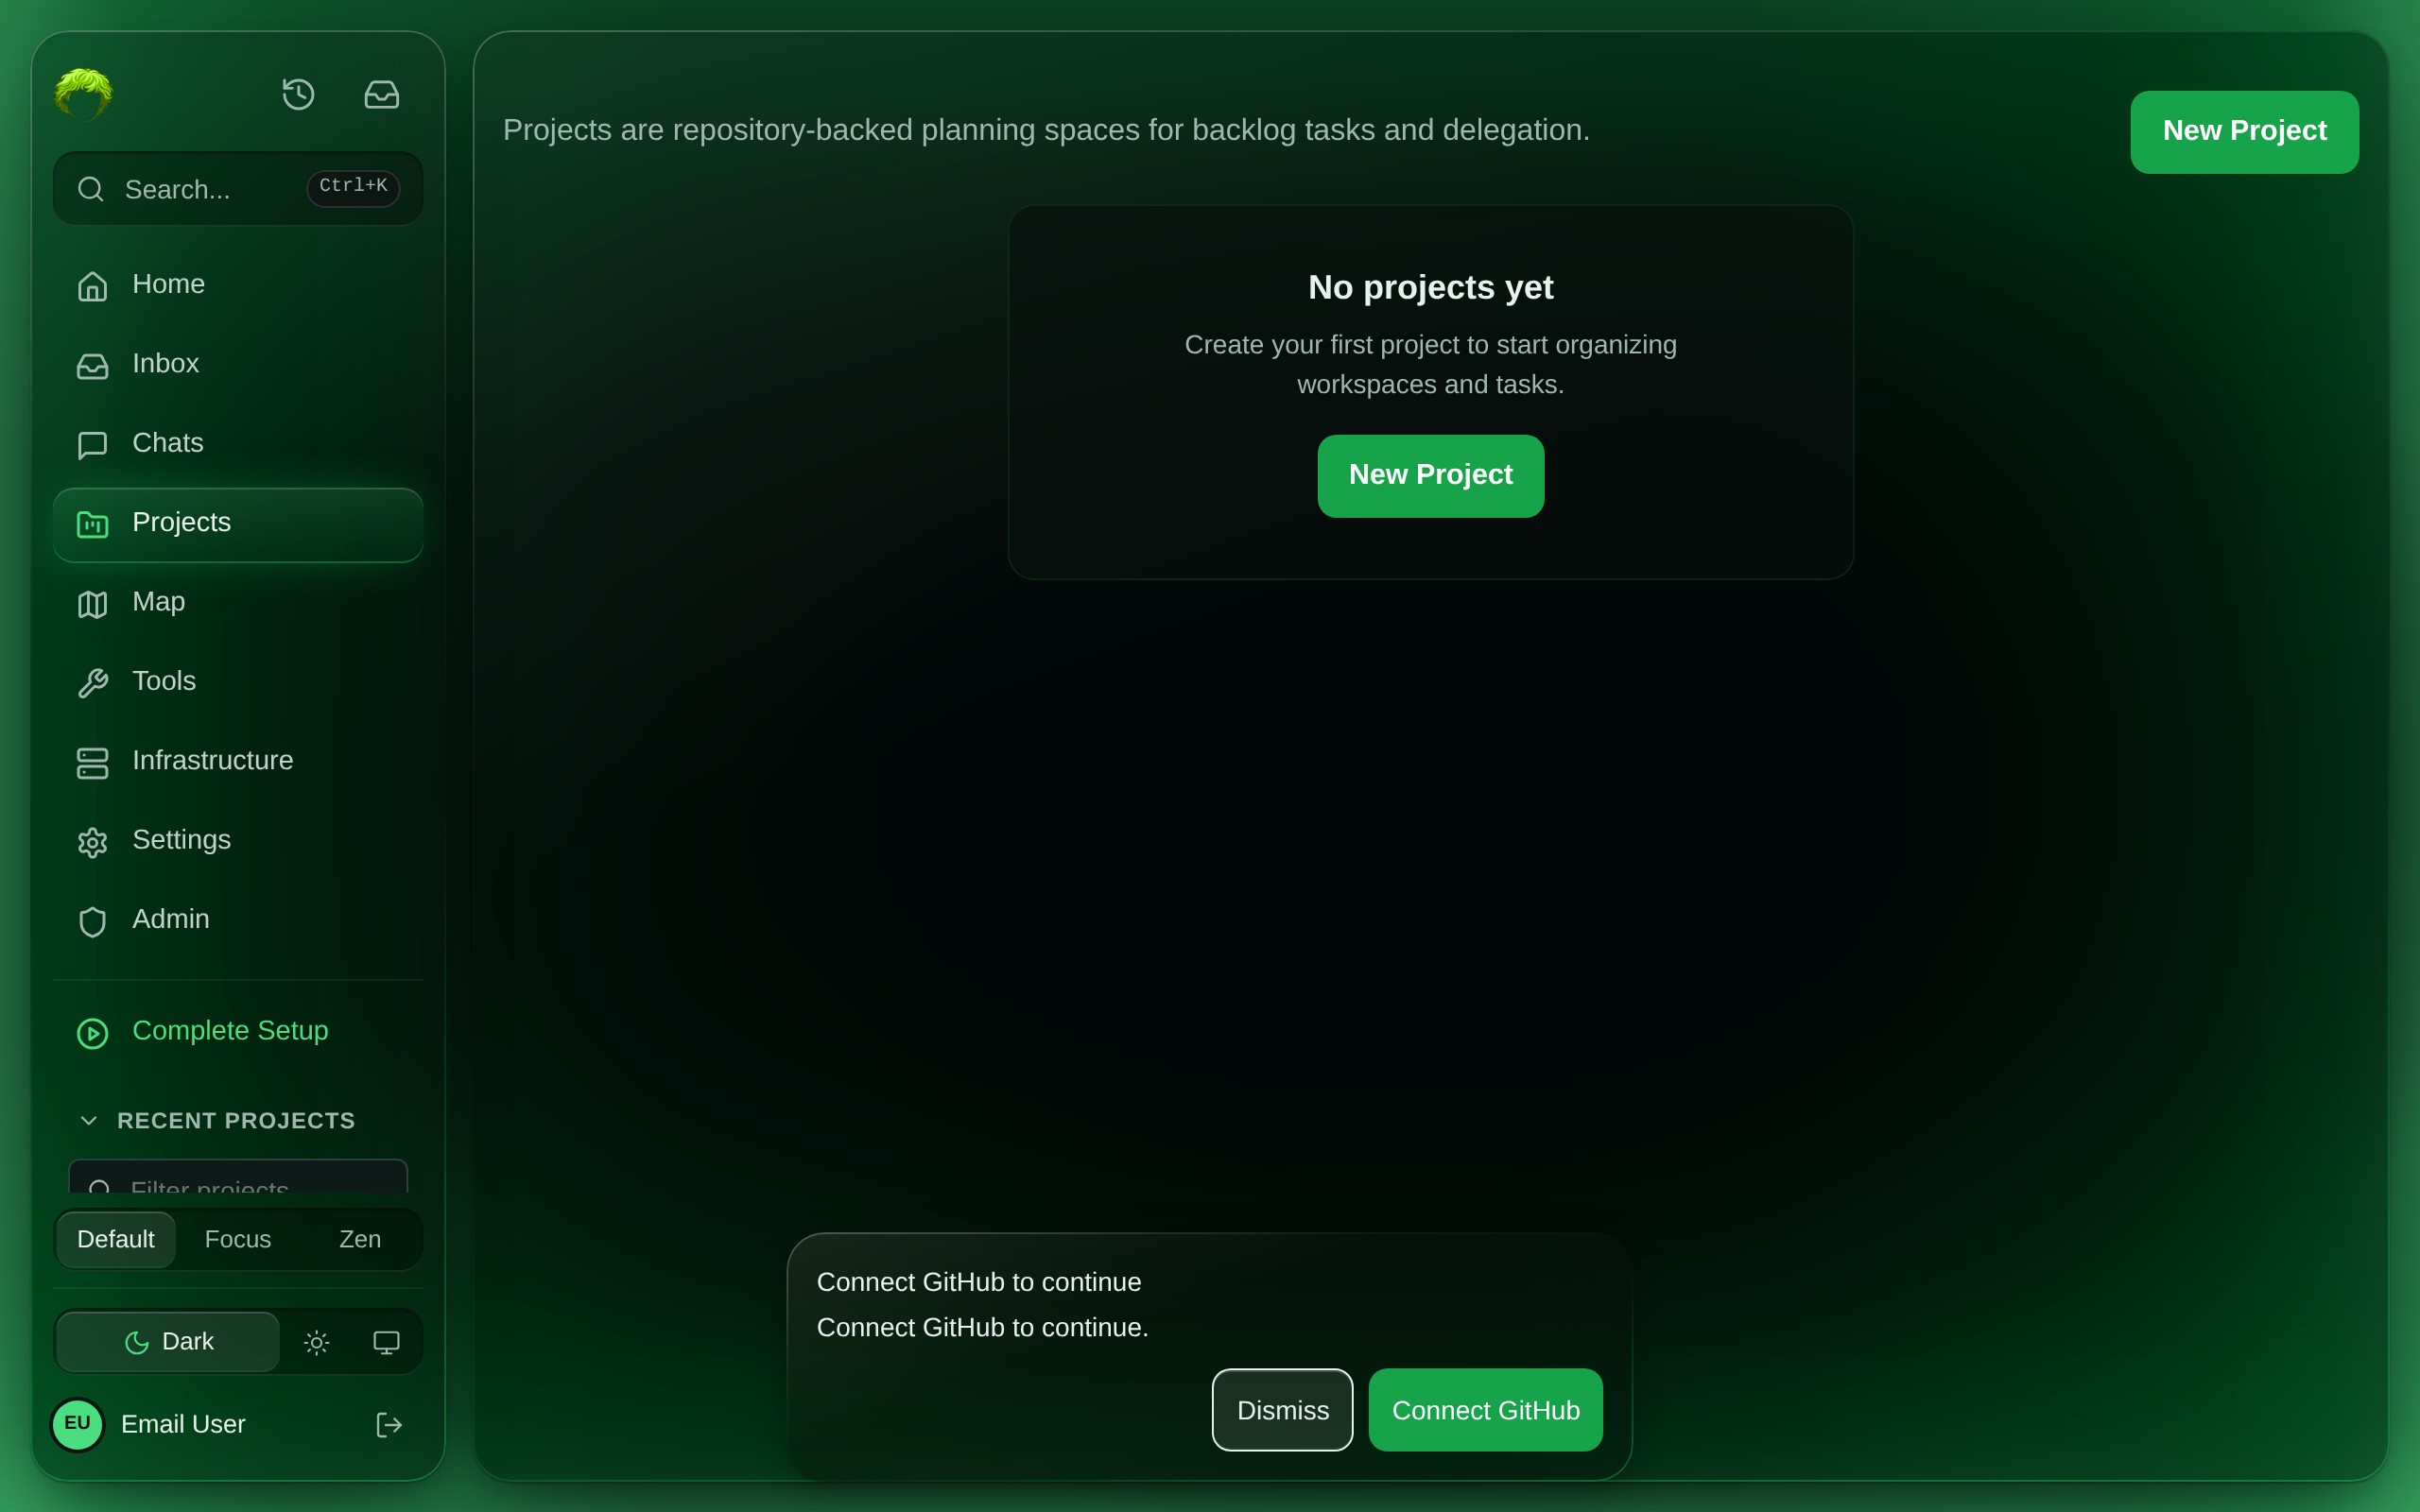 Search...
Ctrl+K
Home
Inbox
Chats
Projects
Map
Tools
Infrastructure
Settings
Admin
Complete Setup
RECENT PROJECTS
Filter projects
Default
Focus
Zen
Dark
EU
Email User
Projects are repository-backed planning spaces for backlog tasks and delegation.
New Project
No projects yet
Create your first project to start organizing
workspaces and tasks.
New Project
Connect GitHub to continue
Connect GitHub to continue.
Dismiss
Connect GitHub